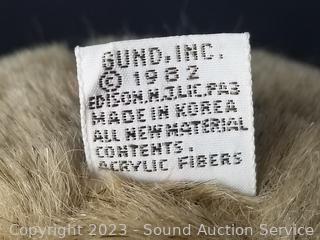 GUND, INC.
© 1982
EDISON.N.J.LIC.PA3
MADE IN KOREA
ALL NEW MATERIAL
CONTENTS.
ACRYLIC FIBERS
Copyright 2023 - Sound Auction Service